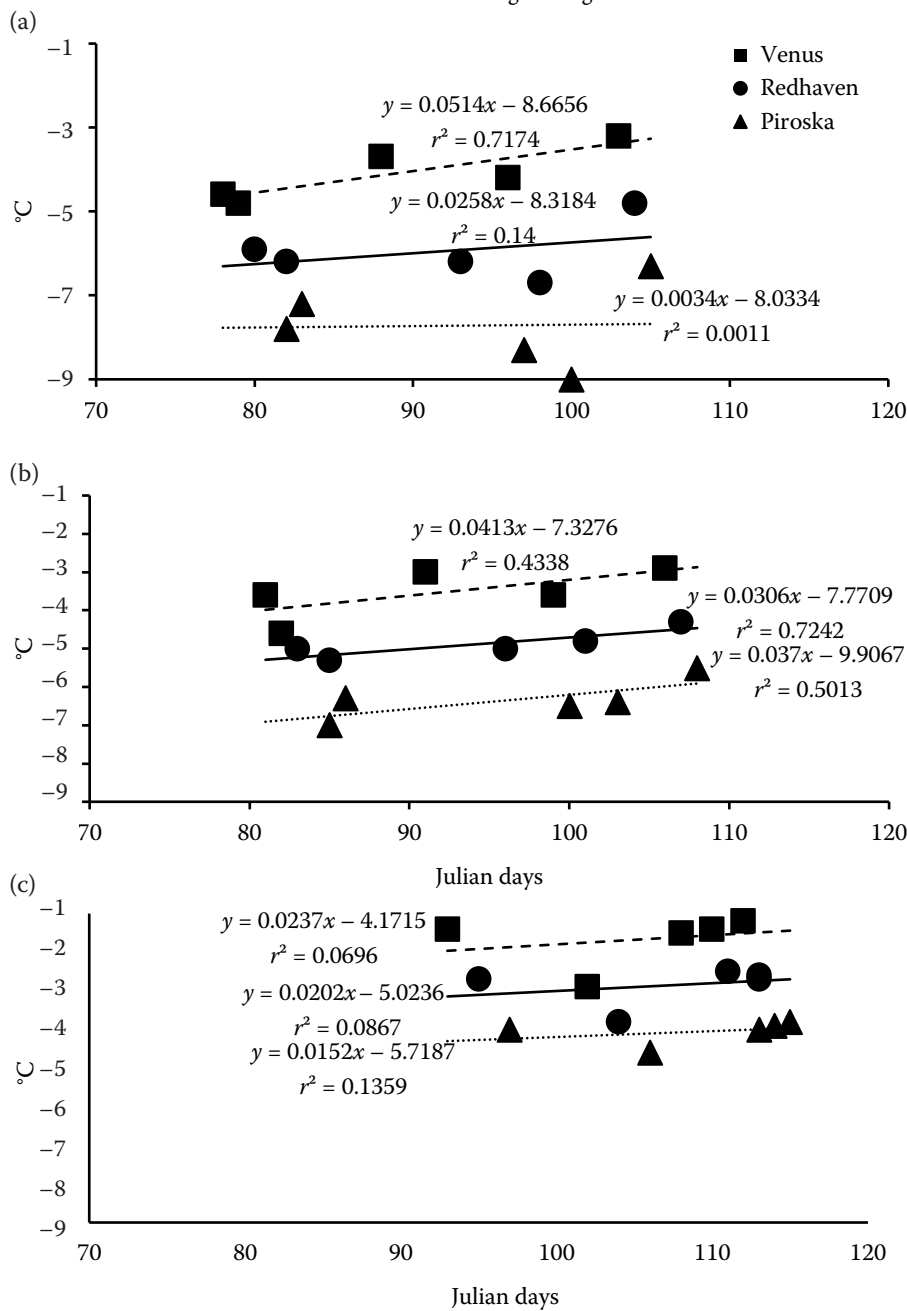 (a)
−1
−3
−5
−7
−9
°C
Venus
Redhaven
Piroska
y = 0.0514x – 8.6656
r² = 0.7174
y = 0.0258x – 8.3184
r² = 0.14
y = 0.0034x – 8.0334
r² = 0.0011
70 80 90 100 110 120
(b)
−1
−2
−3
−4
−5
−6
−7
−8
−9
°C
y = 0.0413x – 7.3276
r² = 0.4338
y = 0.0306x – 7.7709
r² = 0.7242
y = 0.037x – 9.9067
r² = 0.5013
70 80 90 100 110 120
Julian days
(c)
−1
−2
−3
−4
−5
−6
−7
−8
−9
°C
y = 0.0237x – 4.1715
r² = 0.0696
y = 0.0202x – 5.0236
r² = 0.0867
y = 0.0152x – 5.7187
r² = 0.1359
70 80 90 100 110 120
Julian days